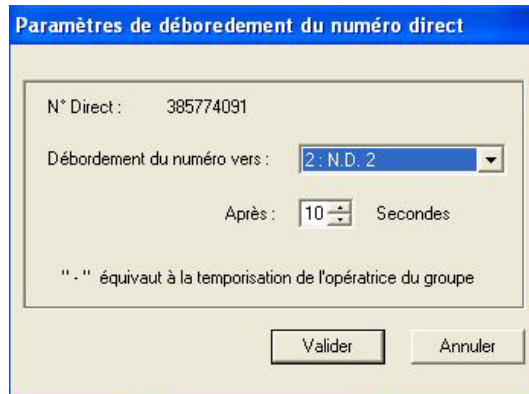 Paramètres de déboredement du numéro direct
N° Direct : 385774091
Débordement du numéro vers : 2 : N.D. 2
Après : 10 Secondes
"-" équivaut à la temporisation de l'opératrice du groupe
Valider Annuler